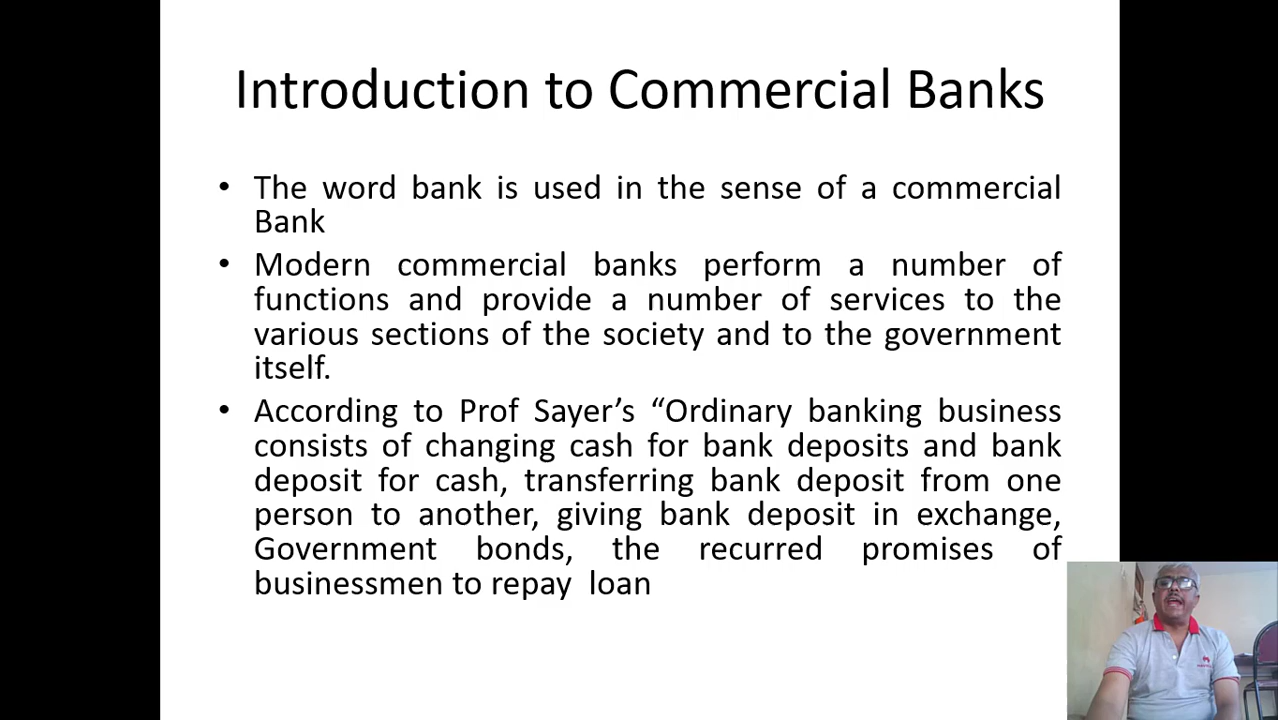 Introduction to Commercial Banks
• The word bank is used in the sense of a commercial
Bank
• Modern commercial banks perform a number of
functions and provide a number of services to the
various sections of the society and to the government
itself.
• According to Prof Sayer’s “Ordinary banking business
consists of changing cash for bank deposits and bank
deposit for cash, transferring bank deposit from one
person to another, giving bank deposit in exchange,
Government bonds, the recurred promises of
businessmen to repay  loan